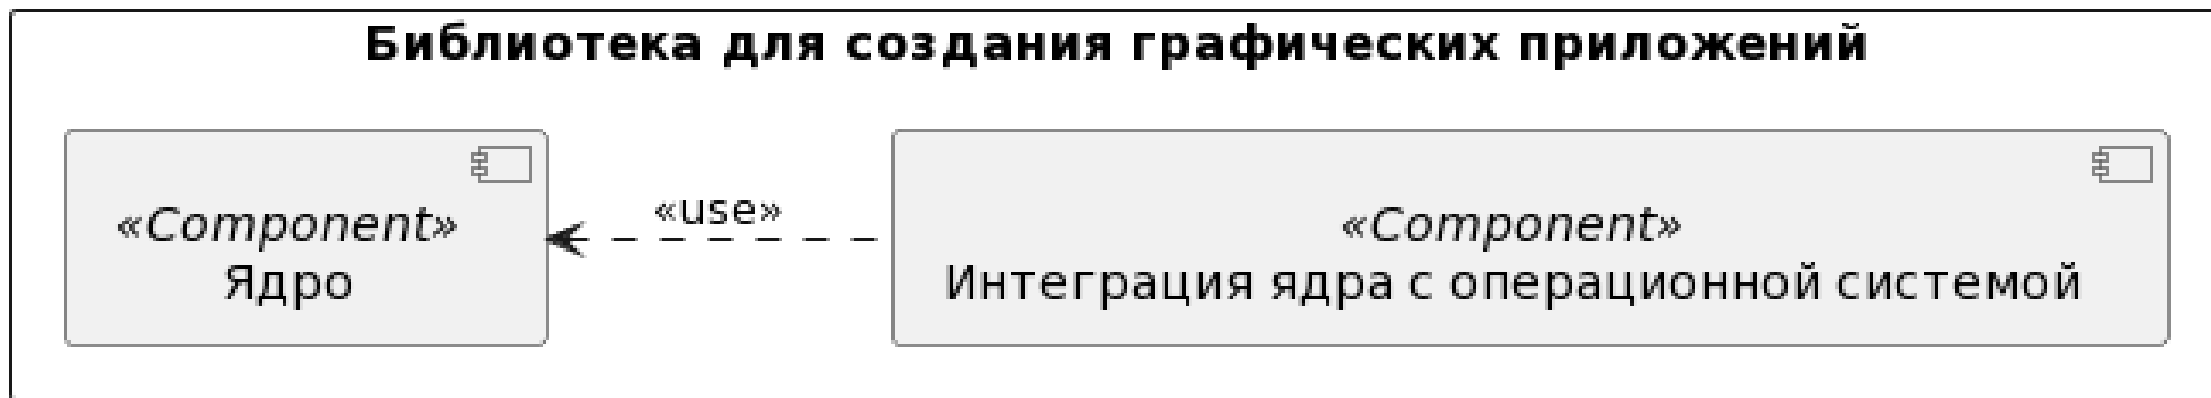 Библиотека для создания графических приложений
«Component»
Ядро
«use»
«Component»
Интеграция ядра с операционной системой